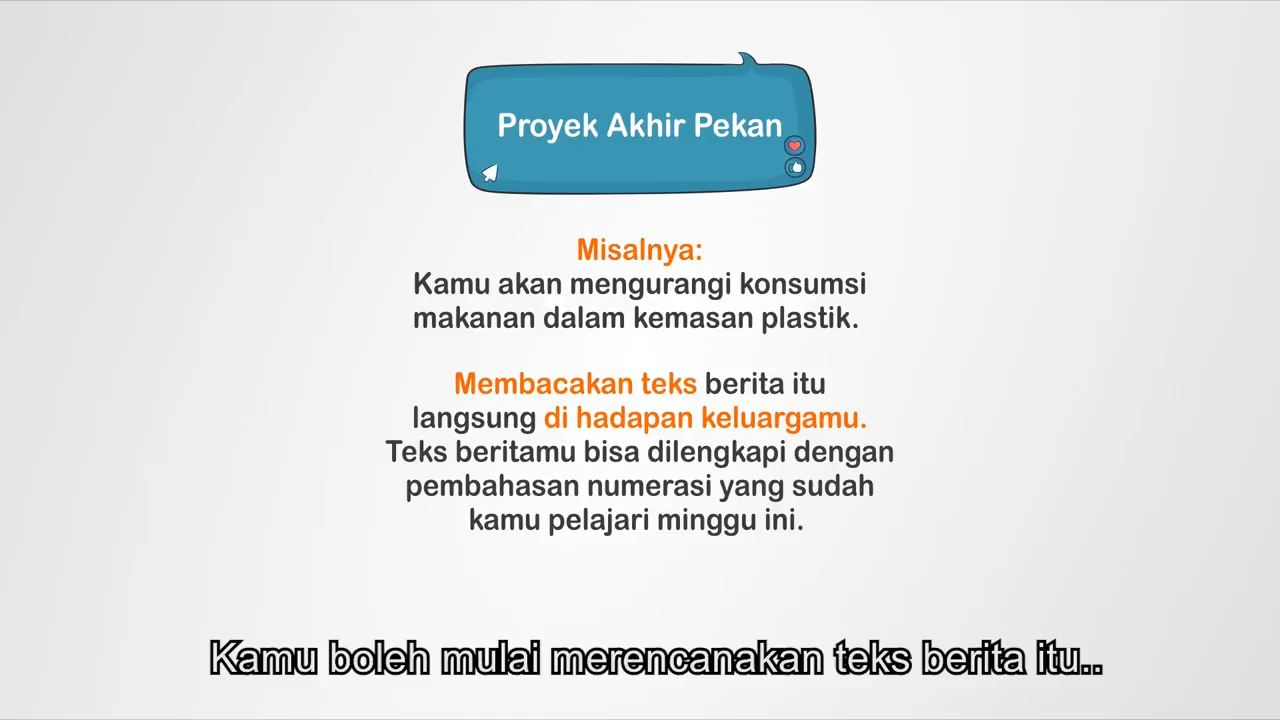 Proyek Akhir Pekan
Misalnya:
Kamu akan mengurangi konsumsi
makanan dalam kemasan plastik.
Membacakan teks berita itu
langsung di hadapan keluargamu.
Teks beritamu bisa dilengkapi dengan
pembahasan numerasi yang sudah
kamu pelajari minggu ini.
Kamu boleh mulai merencanakan teks berita itu..